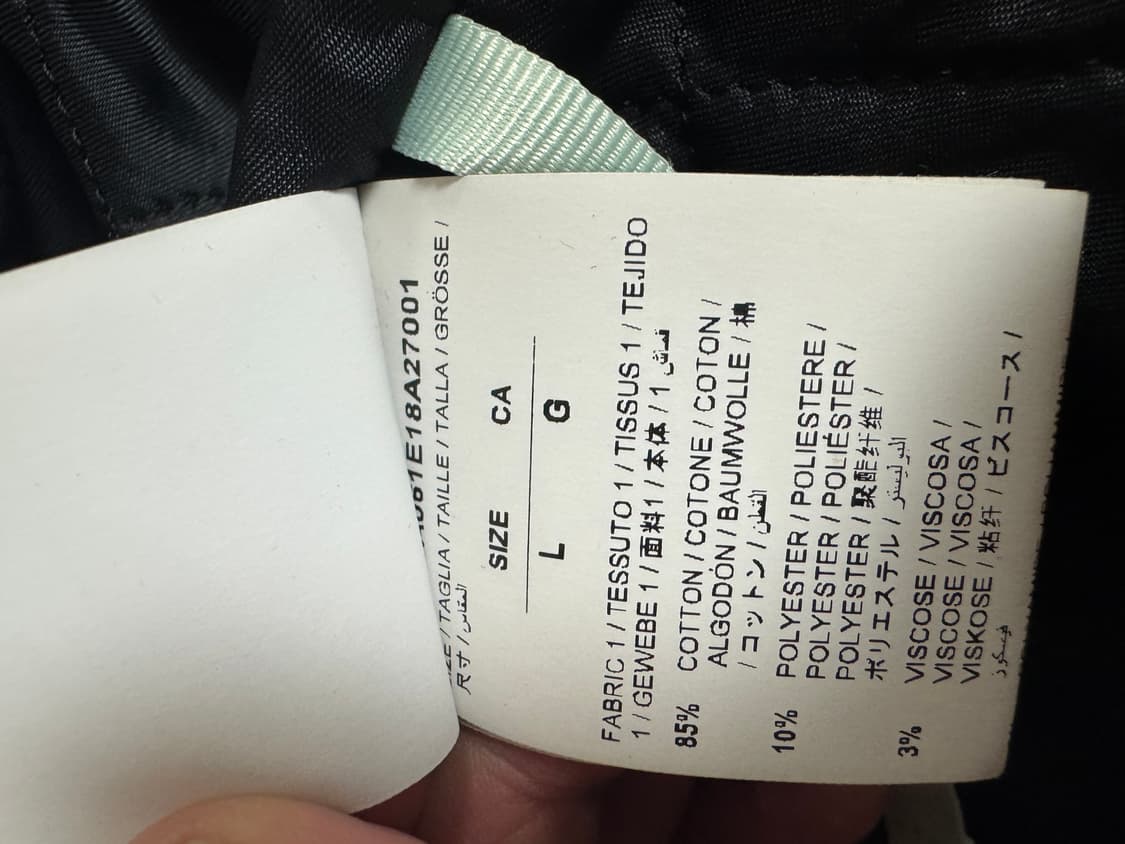 1E18A27001
/ TAGLIA / TAILLE / TALLA / GRÖSSE /
尺寸 / المقاس
SIZE CA
L G
FABRIC 1 / TESSUTO 1 / TISSUS 1 / TEJIDO
1 / GEWEBE 1 / 面料1 / 本体 / 1 قماش
85% COTTON / COTONE / COTON /
ALGODÓN / BAUMWOLLE / 棉
/ コットン / القطن
10% POLYESTER / POLIESTERE /
POLYESTER / POLIÉSTER /
POLYESTER / 聚酯纤维 /
ポリエステル / البوليستر
3% VISCOSE / VISCOSA /
VISCOSE / VISCOSA /
VISKOSE / 粘纤 / ビスコース /
فيسكوز